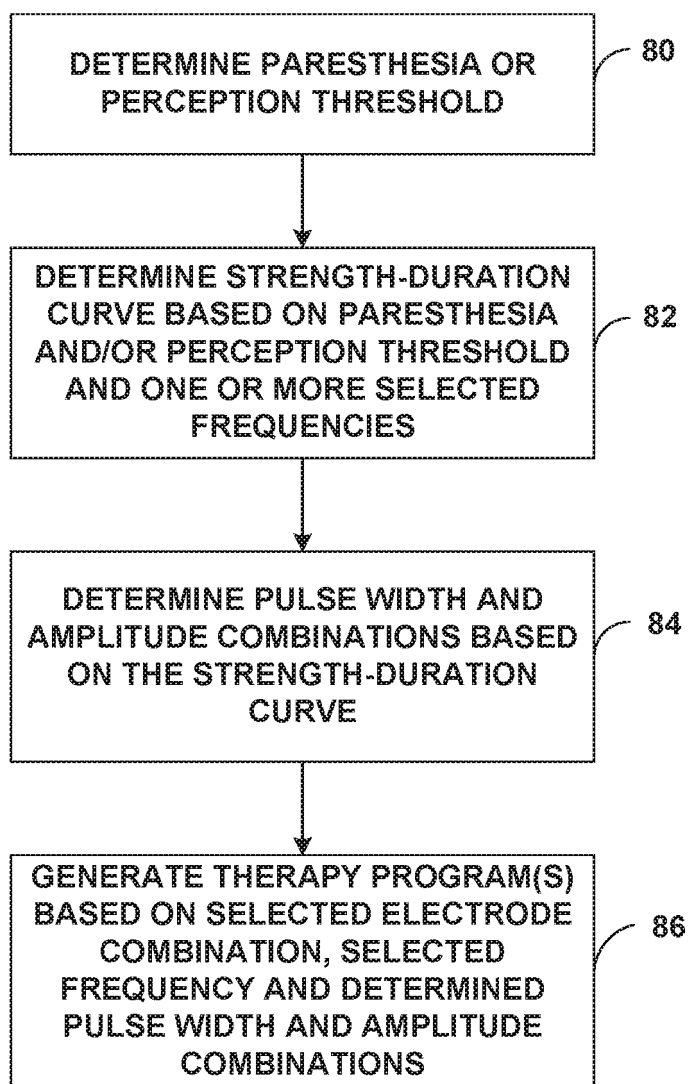 DETERMINE PARESTHESIA OR
PERCEPTION THRESHOLD
80
DETERMINE STRENGTH-DURATION
CURVE BASED ON PARESTHESIA
AND/OR PERCEPTION THRESHOLD
AND ONE OR MORE SELECTED
FREQUENCIES
82
DETERMINE PULSE WIDTH AND
AMPLITUDE COMBINATIONS BASED
ON THE STRENGTH-DURATION
CURVE
84
GENERATE THERAPY PROGRAM(S)
BASED ON SELECTED ELECTRODE
COMBINATION, SELECTED
FREQUENCY AND DETERMINED
PULSE WIDTH AND AMPLITUDE
COMBINATIONS
86